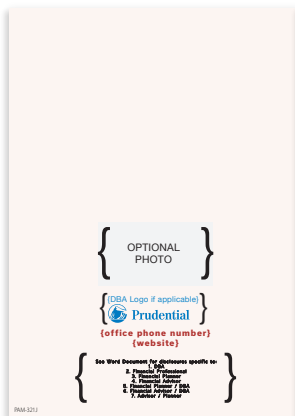 OPTIONAL
PHOTO
{DBA Logo if applicable}
Prudential
{office phone number}
{website}
See Word Document for disclosures specific to:
1. DBA
2. Financial Professional
3. Financial Planner
4. Financial Advisor
5. Financial Planner / DBA
6. Financial Advisor / DBA
7. Advisor / Planner